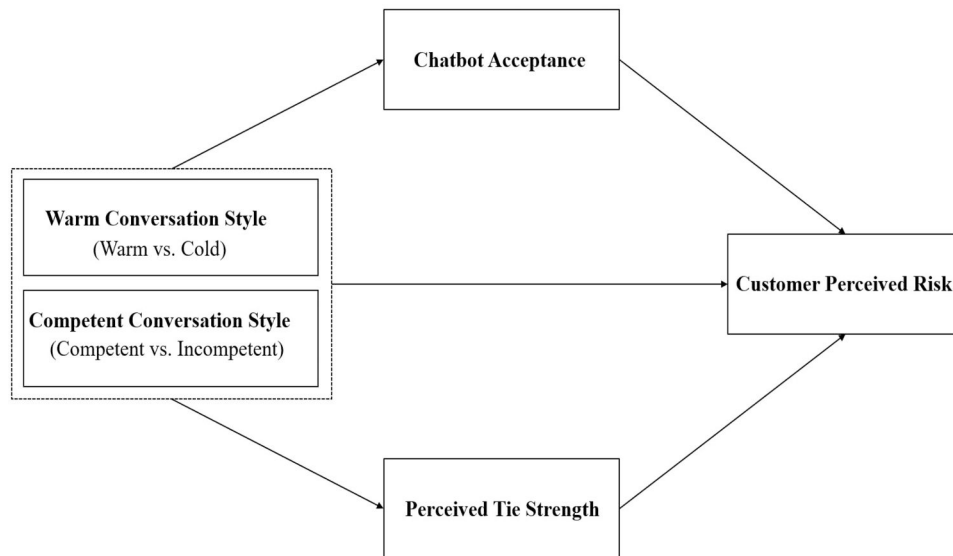 Chatbot Acceptance
Warm Conversation Style
(Warm vs. Cold)
Customer Perceived Risk
Competent Conversation Style
(Competent vs. Incompetent)
Perceived Tie Strength